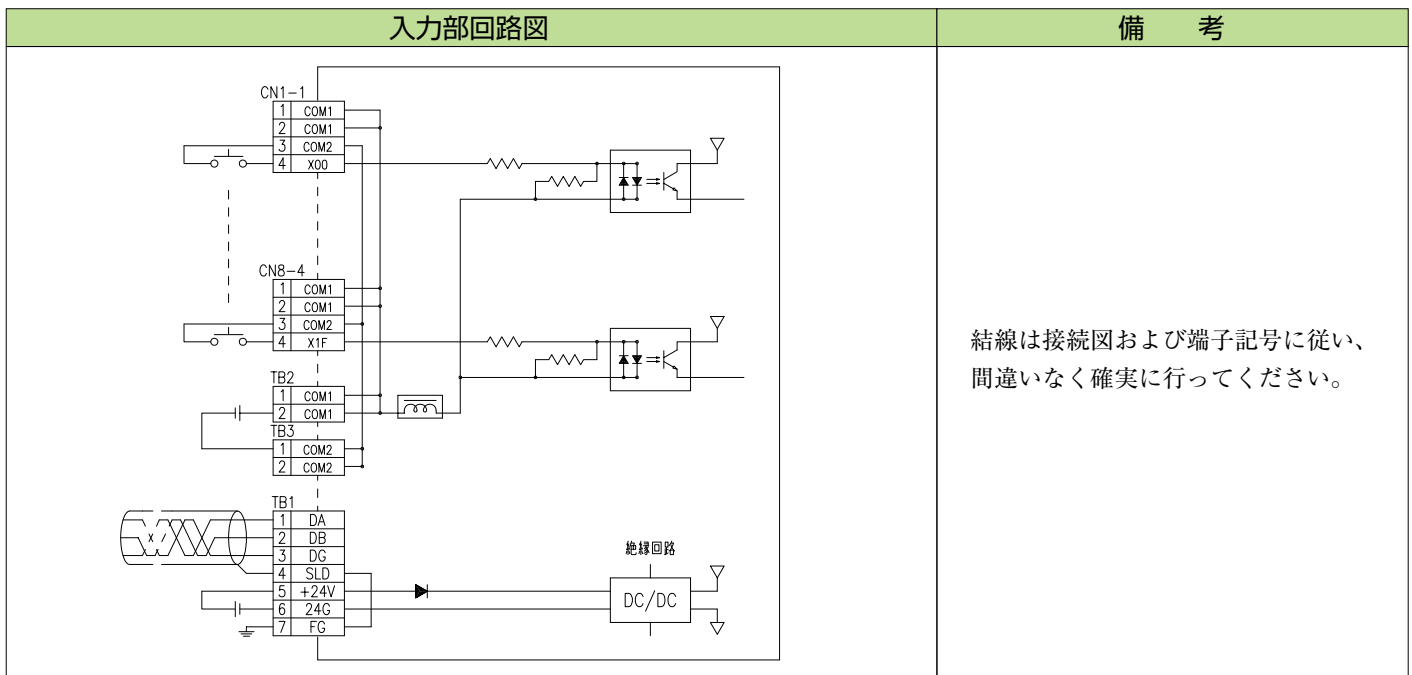 入力部回路図
備 考
CN1-1
1 COM1
2 COM1
3 COM2
4 X00
CN8-4
1 COM1
2 COM1
3 COM2
4 X1F
TB2
1 COM1
2 COM1
TB3
1 COM2
2 COM2
TB1
1 DA
2 DB
3 DG
4 SLD
5 +24V
6 24G
7 FG
絶縁回路
DC/DC
結線は接続図および端子記号に従い、
間違いなく確実に行ってください。